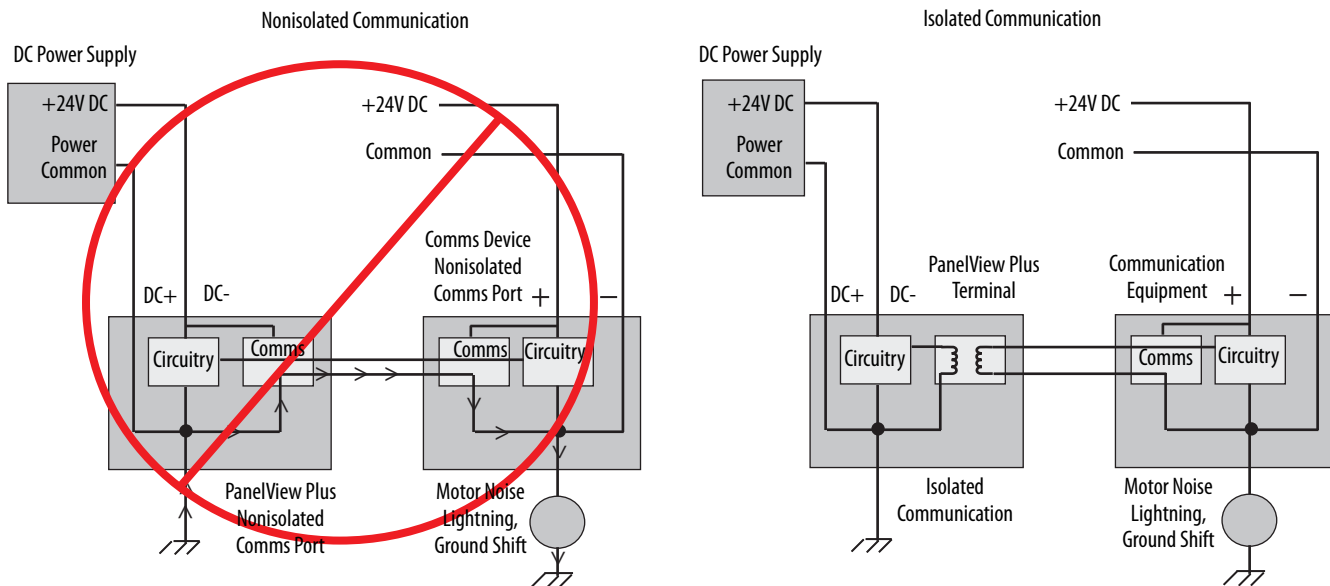 Nonisolated Communication
DC Power Supply
+24V DC
Power
Common
+24V DC
Common
Comms Device
Nonisolated
Comms Port
+
−
DC+
DC-
Circuitry
Comms
Comms
Circuitry
PanelView Plus
Nonisolated
Comms Port
Motor Noise
Lightning,
Ground Shift
Isolated Communication
DC Power Supply
+24V DC
Power
Common
+24V DC
Common
PanelView Plus
Terminal
Communication
Equipment
+
−
DC+
DC-
Circuitry
Comms
Circuitry
Isolated
Communication
Motor Noise
Lightning,
Ground Shift